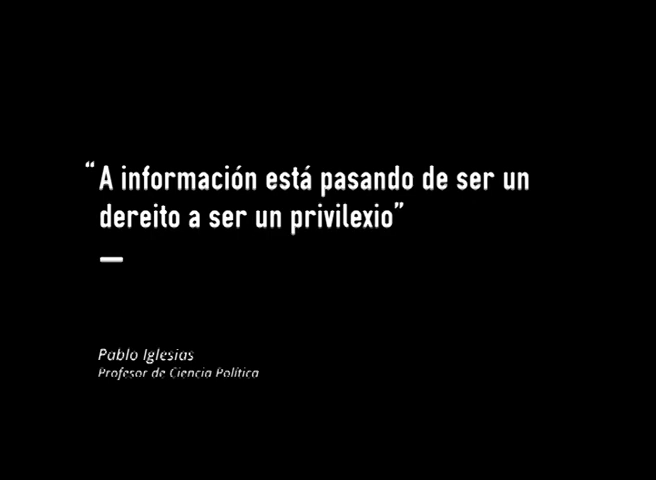 “A información está pasando de ser un
dereito a ser un privilexio”
Pablo Iglesias
Profesor de Ciencia Política